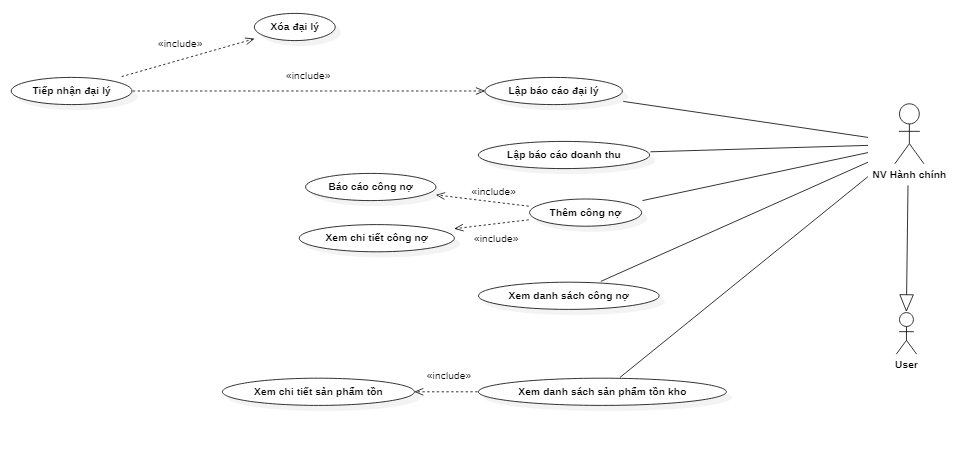 Xóa đại lý
«include»
«include»
Tiếp nhận đại lý
Lập báo cáo đại lý
Lập báo cáo doanh thu
NV Hành chính
Báo cáo công nợ
«include»
Thêm công nợ
Xem chi tiết công nợ
«include»
Xem danh sách công nợ
User
«include»
Xem chi tiết sản phẩm tồn
Xem danh sách sản phẩm tồn kho